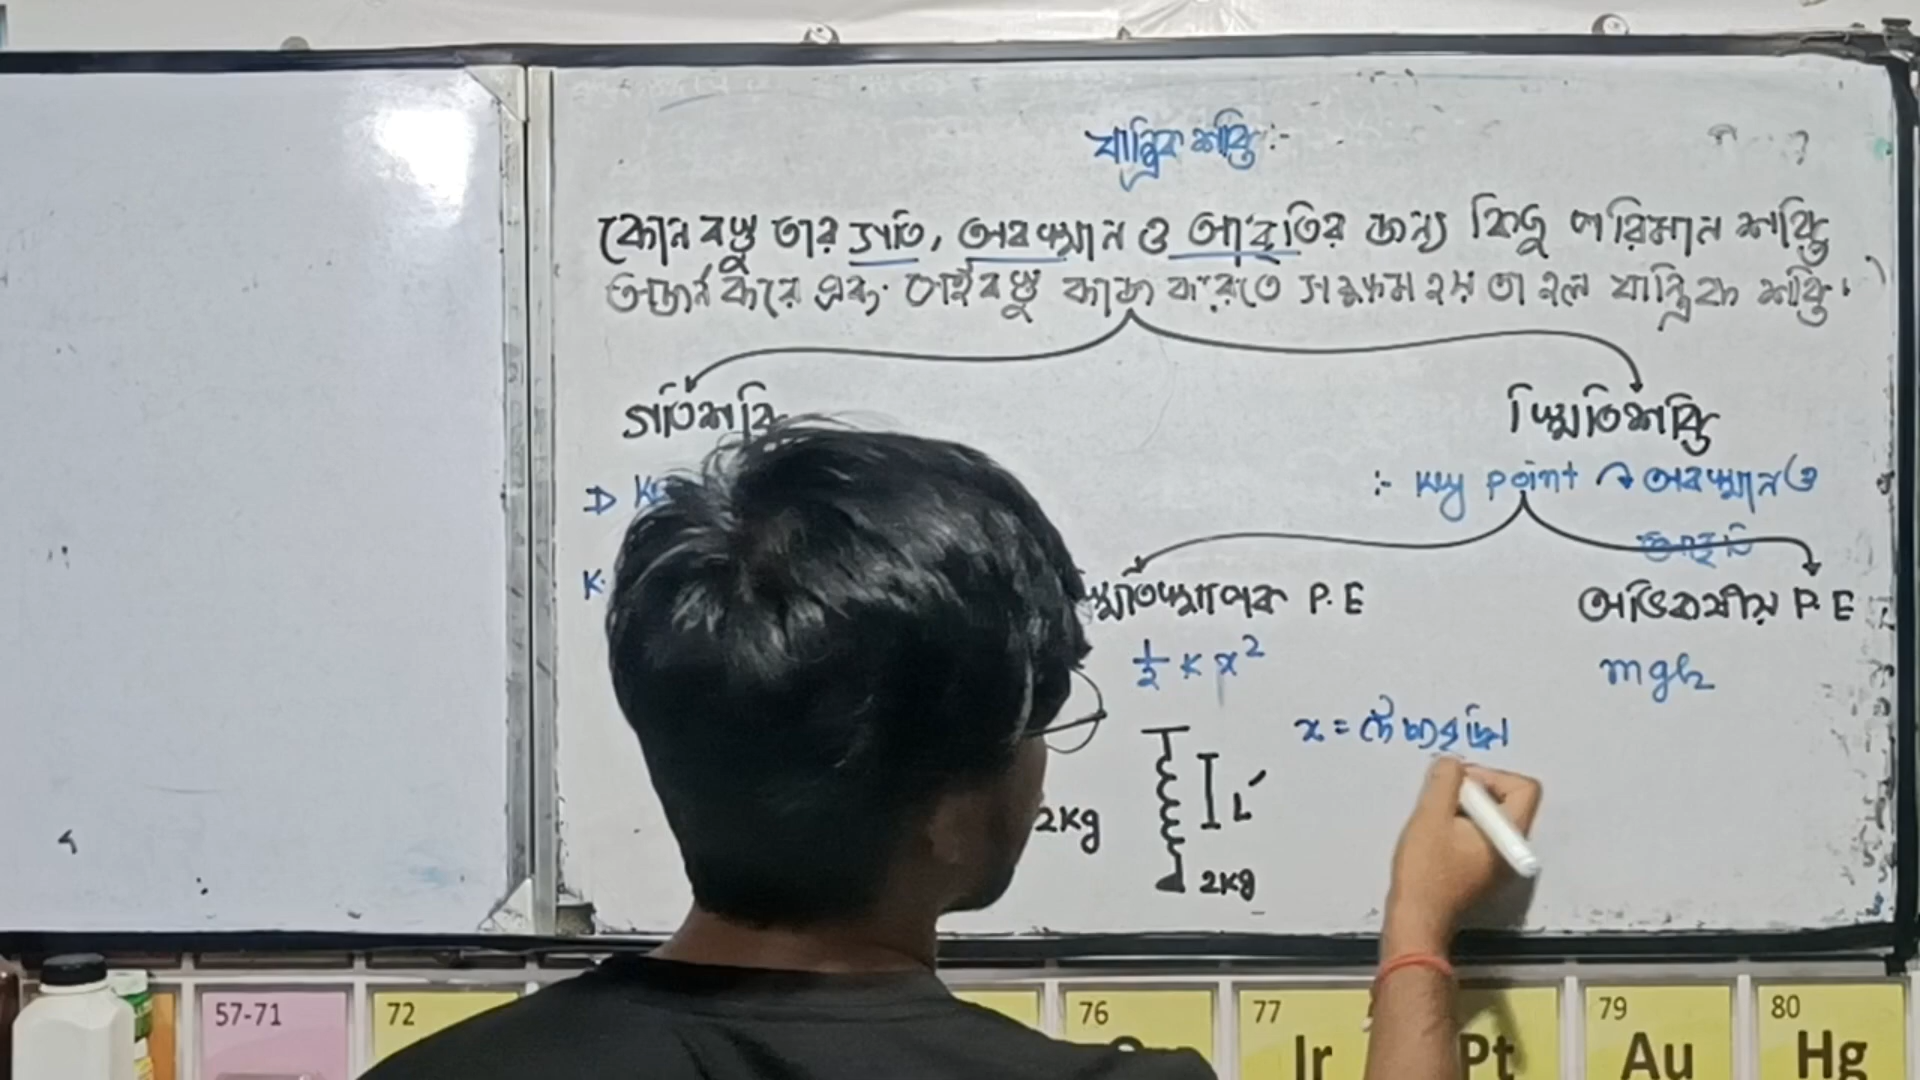 যান্ত্রিক শক্তি :-
কোন বস্তু তার গতি, অবস্থান ও আকৃতির জন্য কিছু পরিমান শক্তি
অর্জন করে এবং সেই বস্তু কাজ করতে সক্ষম হয় তা হল যান্ত্রিক শক্তি।
গতিশক্তি
স্থিতিশক্তি
:- Key point → অবস্থান ও
আকৃতি
K
K.
স্থিতিস্থাপক P.E
অভিকর্ষীয় P.E
½ K x²
mgh
x = দৈর্ঘ্যবৃদ্ধি
2Kg
L′
2Kg
57-71
72
76
77
79
80
Ir
Pt
Au
Hg